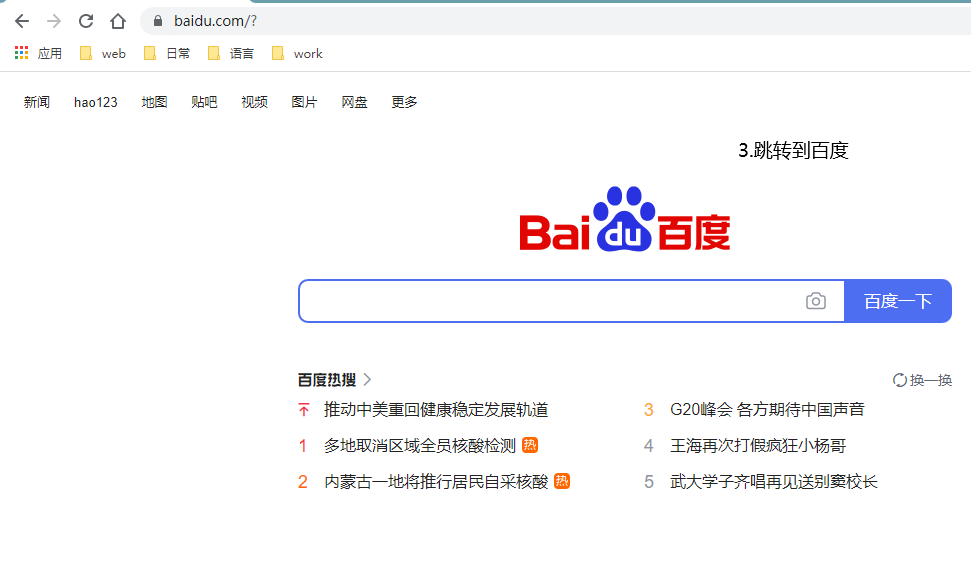 baidu.com/?
应用 web 日常 语言 work
新闻 hao123 地图 贴吧 视频 图片 网盘 更多
3.跳转到百度
Bai du 百度
百度一下
百度热搜 换一换
推动中美重回健康稳定发展轨道
1 多地取消区域全员核酸检测 热
2 内蒙古一地将推行居民自采核酸 热
3 G20峰会 各方期待中国声音
4 王海再次打假疯狂小杨哥
5 武大学子齐唱再见送别窦校长